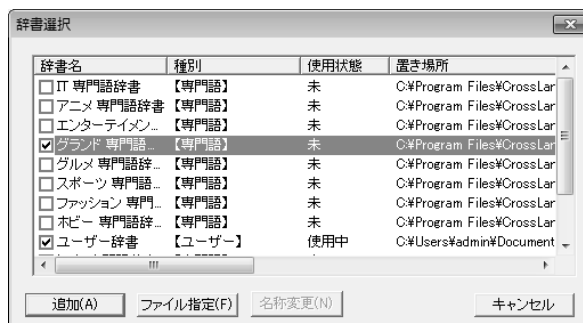 辞書選択
辞書名 種別 使用状態 置き場所
IT 専門語辞書 【専門語】 未 C:¥Program Files¥CrossLar
アニメ 専門語辞書 【専門語】 未 C:¥Program Files¥CrossLar
エンターテイメン... 【専門語】 未 C:¥Program Files¥CrossLar
グランド 専門語... 【専門語】 未 C:¥Program Files¥CrossLar
グルメ 専門語辞... 【専門語】 未 C:¥Program Files¥CrossLar
スポーツ 専門語... 【専門語】 未 C:¥Program Files¥CrossLar
ファッション 専門... 【専門語】 未 C:¥Program Files¥CrossLar
ホビー 専門語辞... 【専門語】 未 C:¥Program Files¥CrossLar
ユーザー辞書 【ユーザー】 使用中 C:¥Users¥admin¥Document
追加(A) ファイル指定(F) 名称変更(N) キャンセル